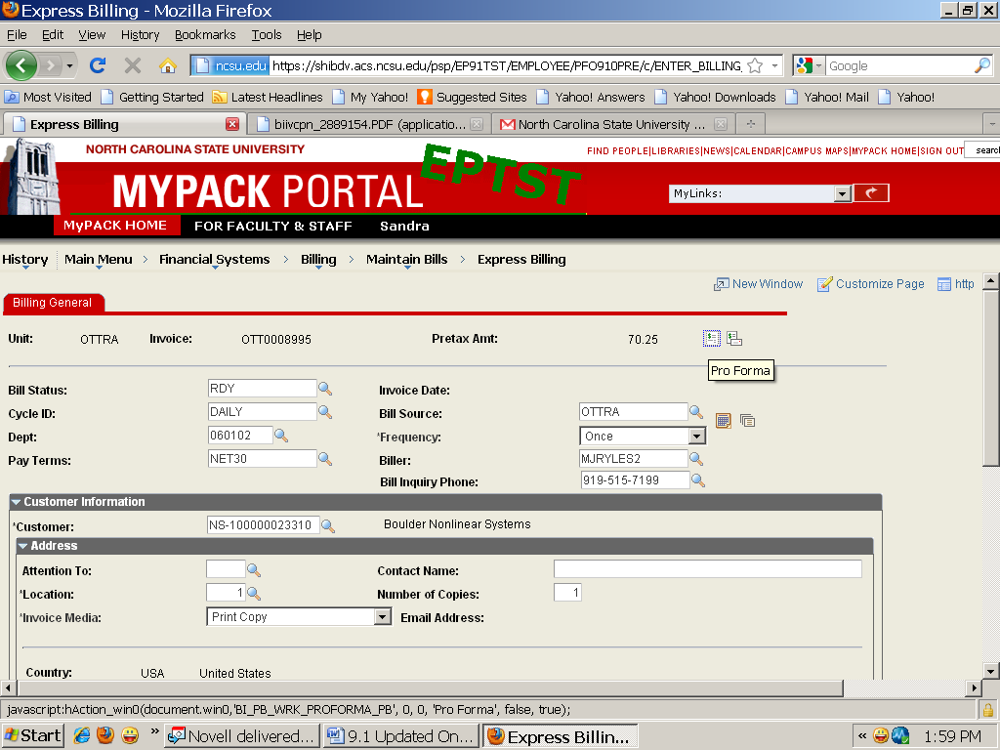 Express Billing - Mozilla Firefox
File Edit View History Bookmarks Tools Help
ncsu.edu https://shibdv.acs.ncsu.edu/psp/EP91TST/EMPLOYEE/PFO910PRE/c/ENTER_BILLING_ Google
Most Visited Getting Started Latest Headlines My Yahoo! Suggested Sites Yahoo! Answers Yahoo! Downloads Yahoo! Mail Yahoo!
Express Billing biivcpn_2889154.PDF (applicatio... North Carolina State University ...
NORTH CAROLINA STATE UNIVERSITY FIND PEOPLE|LIBRARIES|NEWS|CALENDAR|CAMPUS MAPS|MYPACK HOME|SIGN OUT searc
MYPACK PORTAL EPTST MyLinks:
MyPACK HOME FOR FACULTY & STAFF Sandra
History Main Menu > Financial Systems > Billing > Maintain Bills > Express Billing
New Window Customize Page http
Billing General
Unit: OTTRA Invoice: OTT0008995 Pretax Amt: 70.25
Pro Forma
Bill Status: RDY Invoice Date:
Cycle ID: DAILY Bill Source: OTTRA
Dept: 060102 *Frequency: Once
Pay Terms: NET30 Biller: MJRYLES2
Bill Inquiry Phone: 919-515-7199
Customer Information
*Customer: NS-100000023310 Boulder Nonlinear Systems
Address
Attention To: Contact Name:
*Location: 1 Number of Copies: 1
*Invoice Media: Print Copy Email Address:
Country: USA United States
javascript:hAction_win0(document.win0,'BI_PB_WRK_PROFORMA_PB', 0, 0, 'Pro Forma', false, true);
Start » Novell delivered... 9.1 Updated On... Express Billin... « 1:59 PM